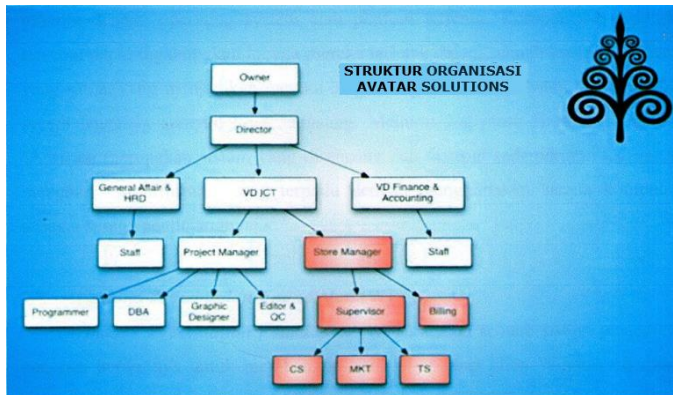 STRUKTUR ORGANISASI
AVATAR SOLUTIONS
Owner
Director
General Affair &
HRD
VD ICT
VD Finance &
Accounting
Staff
Project Manager
Store Manager
Staff
Programmer
DBA
Graphic
Designer
Editor &
QC
Supervisor
Billing
CS
MKT
TS